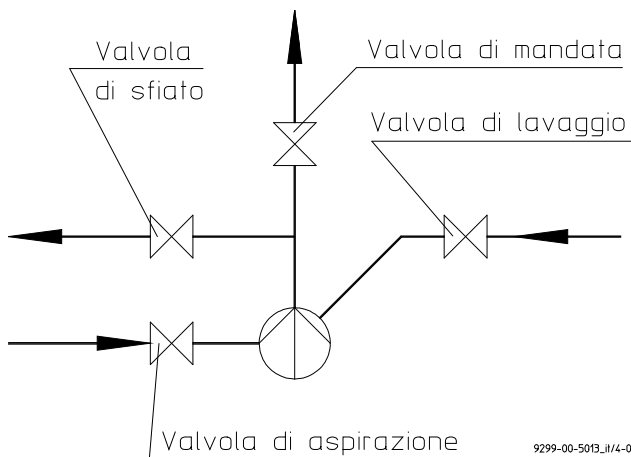 Valvola
di sfiato
Valvola di mandata
Valvola di lavaggio
Valvola di aspirazione
9299-00-5013_it/4-0